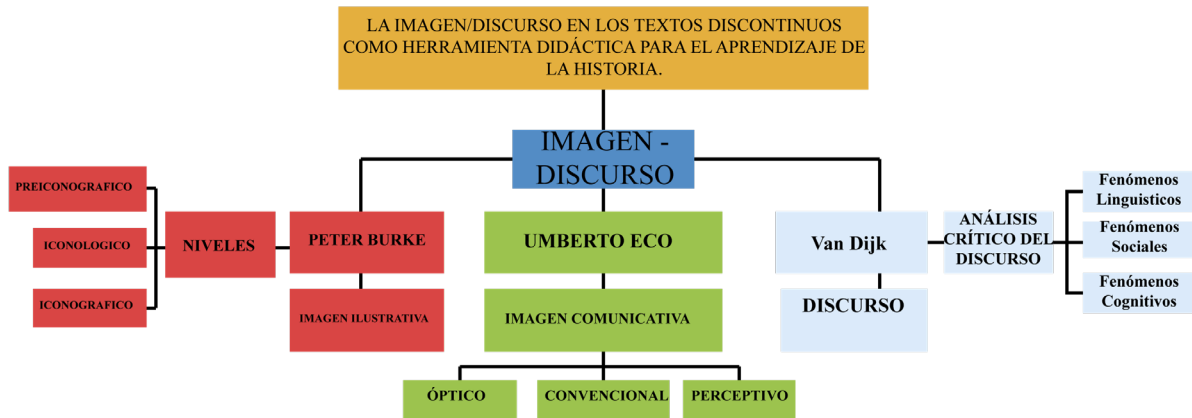 LA IMAGEN/DISCURSO EN LOS TEXTOS DISCONTINUOS
COMO HERRAMIENTA DIDÁCTICA PARA EL APRENDIZAJE DE
LA HISTORIA.
IMAGEN -
DISCURSO
PREICONOGRAFICO
ICONOLOGICO
ICONOGRAFICO
NIVELES
PETER BURKE
IMAGEN ILUSTRATIVA
UMBERTO ECO
IMAGEN COMUNICATIVA
ÓPTICO
CONVENCIONAL
PERCEPTIVO
Van Dijk
DISCURSO
ANÁLISIS
CRÍTICO DEL
DISCURSO
Fenómenos
Linguisticos
Fenómenos
Sociales
Fenómenos
Cognitivos